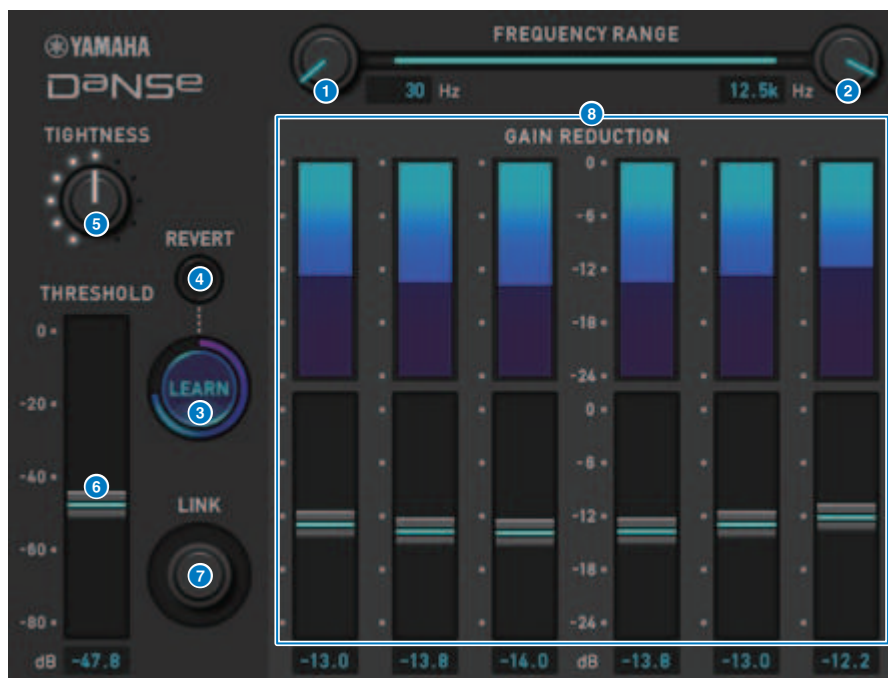 YAMAHA
DaNSe
FREQUENCY RANGE
1
2
30 Hz
12.5k Hz
8
TIGHTNESS
GAIN REDUCTION
5
REVERT
4
THRESHOLD
LEARN
3
LINK
6
7
0
-20
-40
-60
-80
dB -47.8
0
-6
-12
-18
-24
0
-6
-12
-18
-24
-13.0 -13.8 -14.0 dB -13.8 -13.0 -12.2